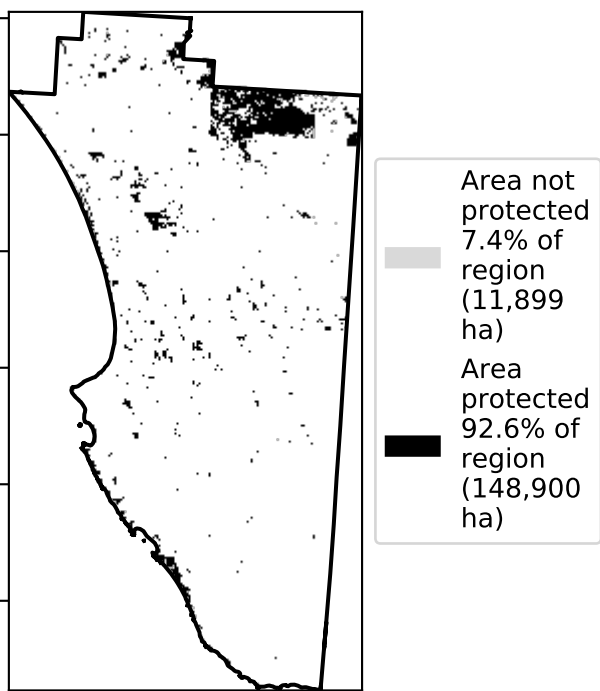 Area not
protected
7.4% of
region
(11,899
ha)
Area
protected
92.6% of
region
(148,900
ha)